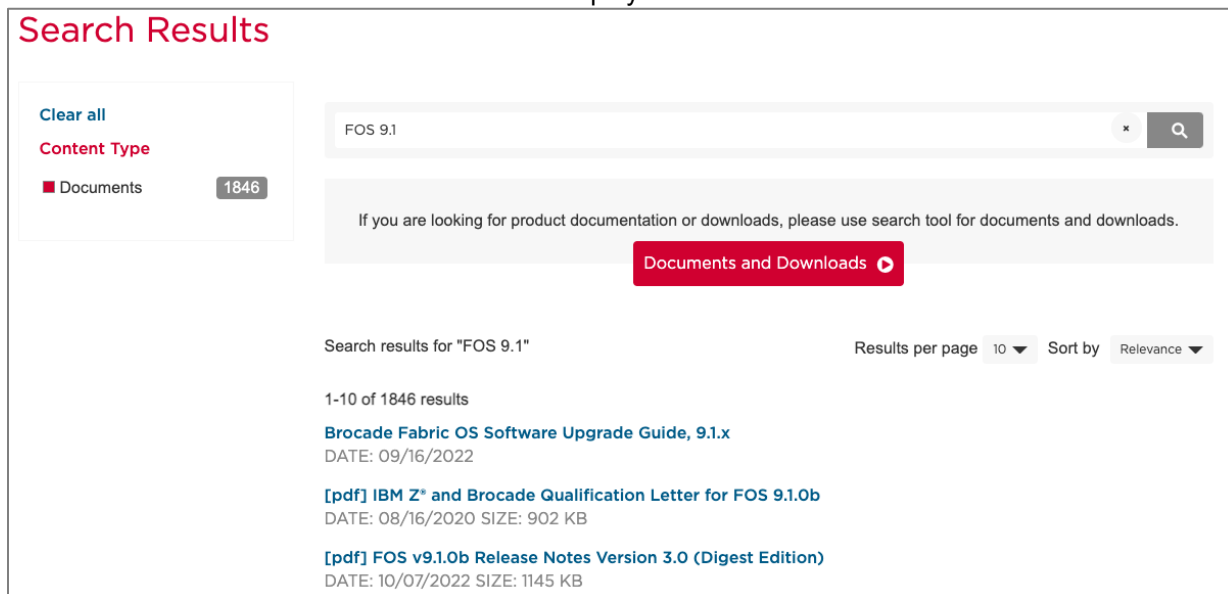 Search Results
Clear all
Content Type
Documents 1846
FOS 9.1
If you are looking for product documentation or downloads, please use search tool for documents and downloads.
Documents and Downloads
Search results for "FOS 9.1"
Results per page 10 Sort by Relevance
1-10 of 1846 results
Brocade Fabric OS Software Upgrade Guide, 9.1.x
DATE: 09/16/2022
[pdf] IBM Z® and Brocade Qualification Letter for FOS 9.1.0b
DATE: 08/16/2020 SIZE: 902 KB
[pdf] FOS v9.1.0b Release Notes Version 3.0 (Digest Edition)
DATE: 10/07/2022 SIZE: 1145 KB